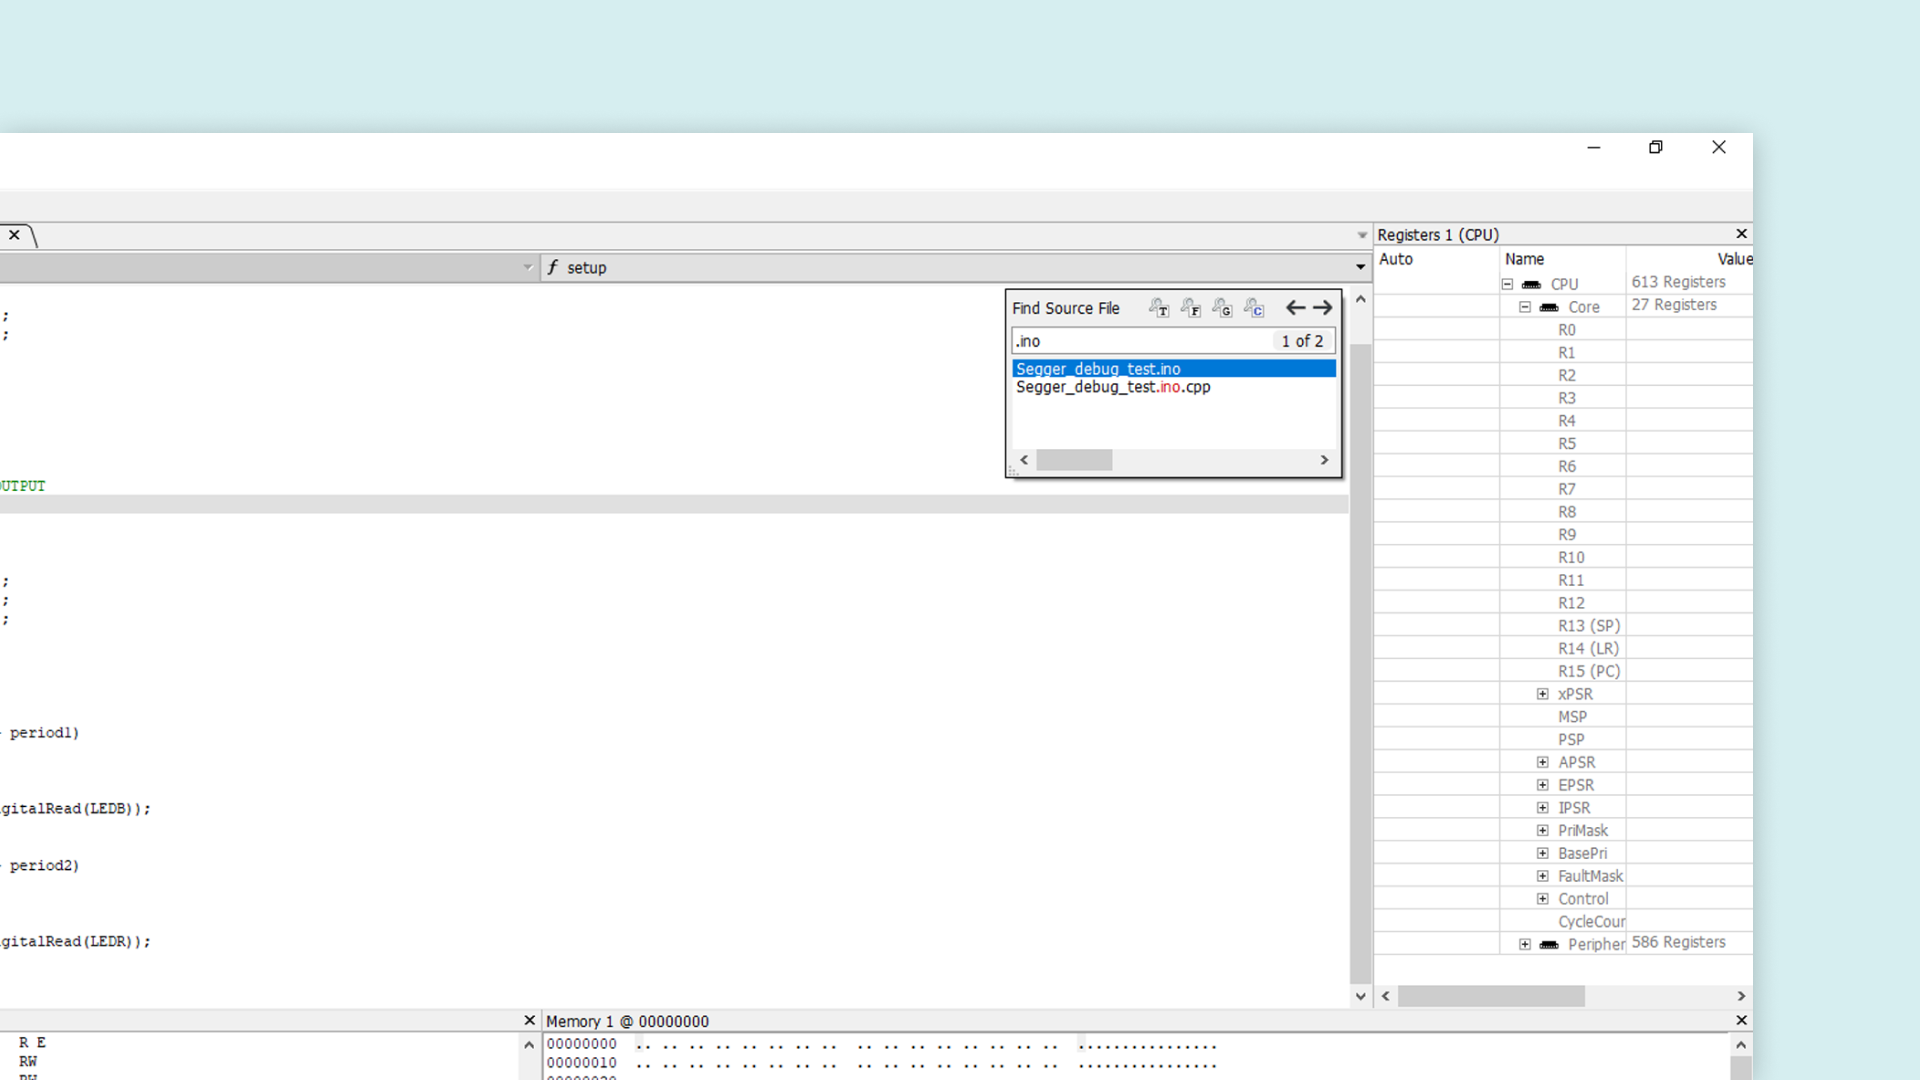 setup
;
;
OUTPUT
;
;
;
period1)
gitalRead(LEDB));
period2)
gitalRead(LEDR));
Find Source File T F G C
.ino 1 of 2
Segger_debug_test.ino
Segger_debug_test.ino.cpp
Registers 1 (CPU)
Auto Name Value
CPU 613 Registers
Core 27 Registers
R0
R1
R2
R3
R4
R5
R6
R7
R8
R9
R10
R11
R12
R13 (SP)
R14 (LR)
R15 (PC)
xPSR
MSP
PSP
APSR
EPSR
IPSR
PriMask
BasePri
FaultMask
Control
CycleCour
Peripher 586 Registers
R E
RW
Memory 1 @ 00000000
00000000 .. .. .. .. .. .. .. .. .. .. .. .. .. .. .. .. ................
00000010 .. .. .. .. .. .. .. .. .. .. .. .. .. .. .. .. ................